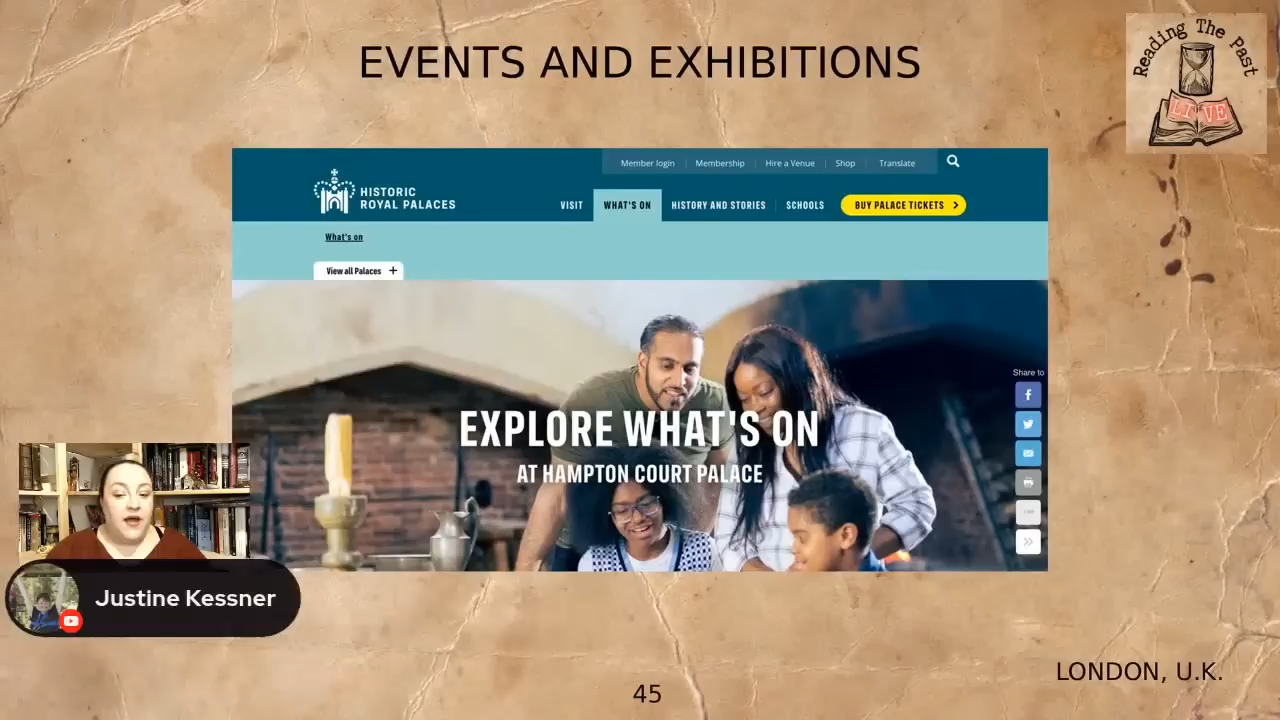 EVENTS AND EXHIBITIONS
Reading The Past
LIVE
Member login
Membership
Hire a Venue
Shop
Translate
HISTORIC
ROYAL PALACES
VISIT
WHAT'S ON
HISTORY AND STORIES
SCHOOLS
BUY PALACE TICKETS
What's on
View all Palaces +
Share to
EXPLORE WHAT'S ON
AT HAMPTON COURT PALACE
Justine Kessner
LONDON, U.K.
45